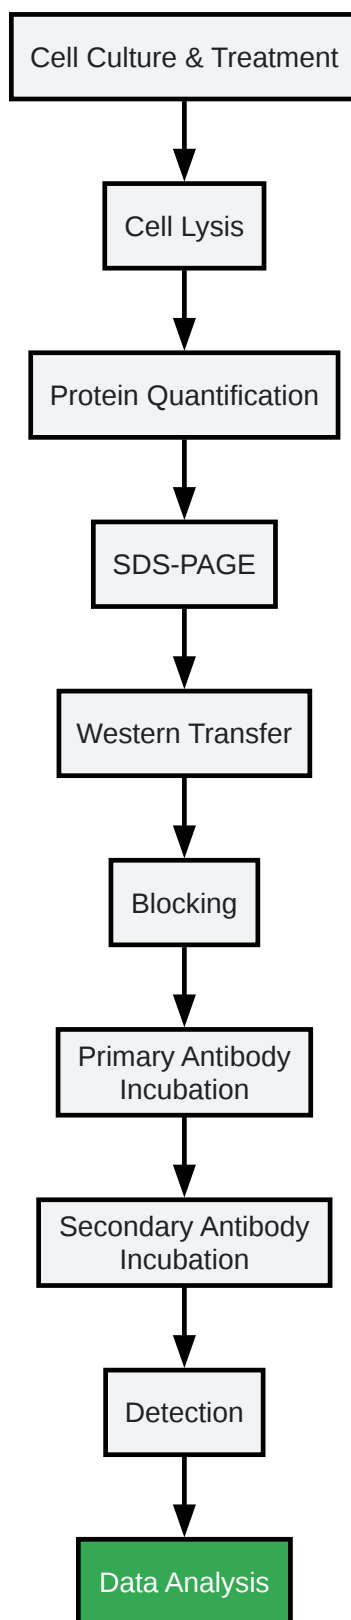 Cell Culture & Treatment
Cell Lysis
Protein Quantification
SDS-PAGE
Western Transfer
Blocking
Primary Antibody
Incubation
Secondary Antibody
Incubation
Detection
Data Analysis